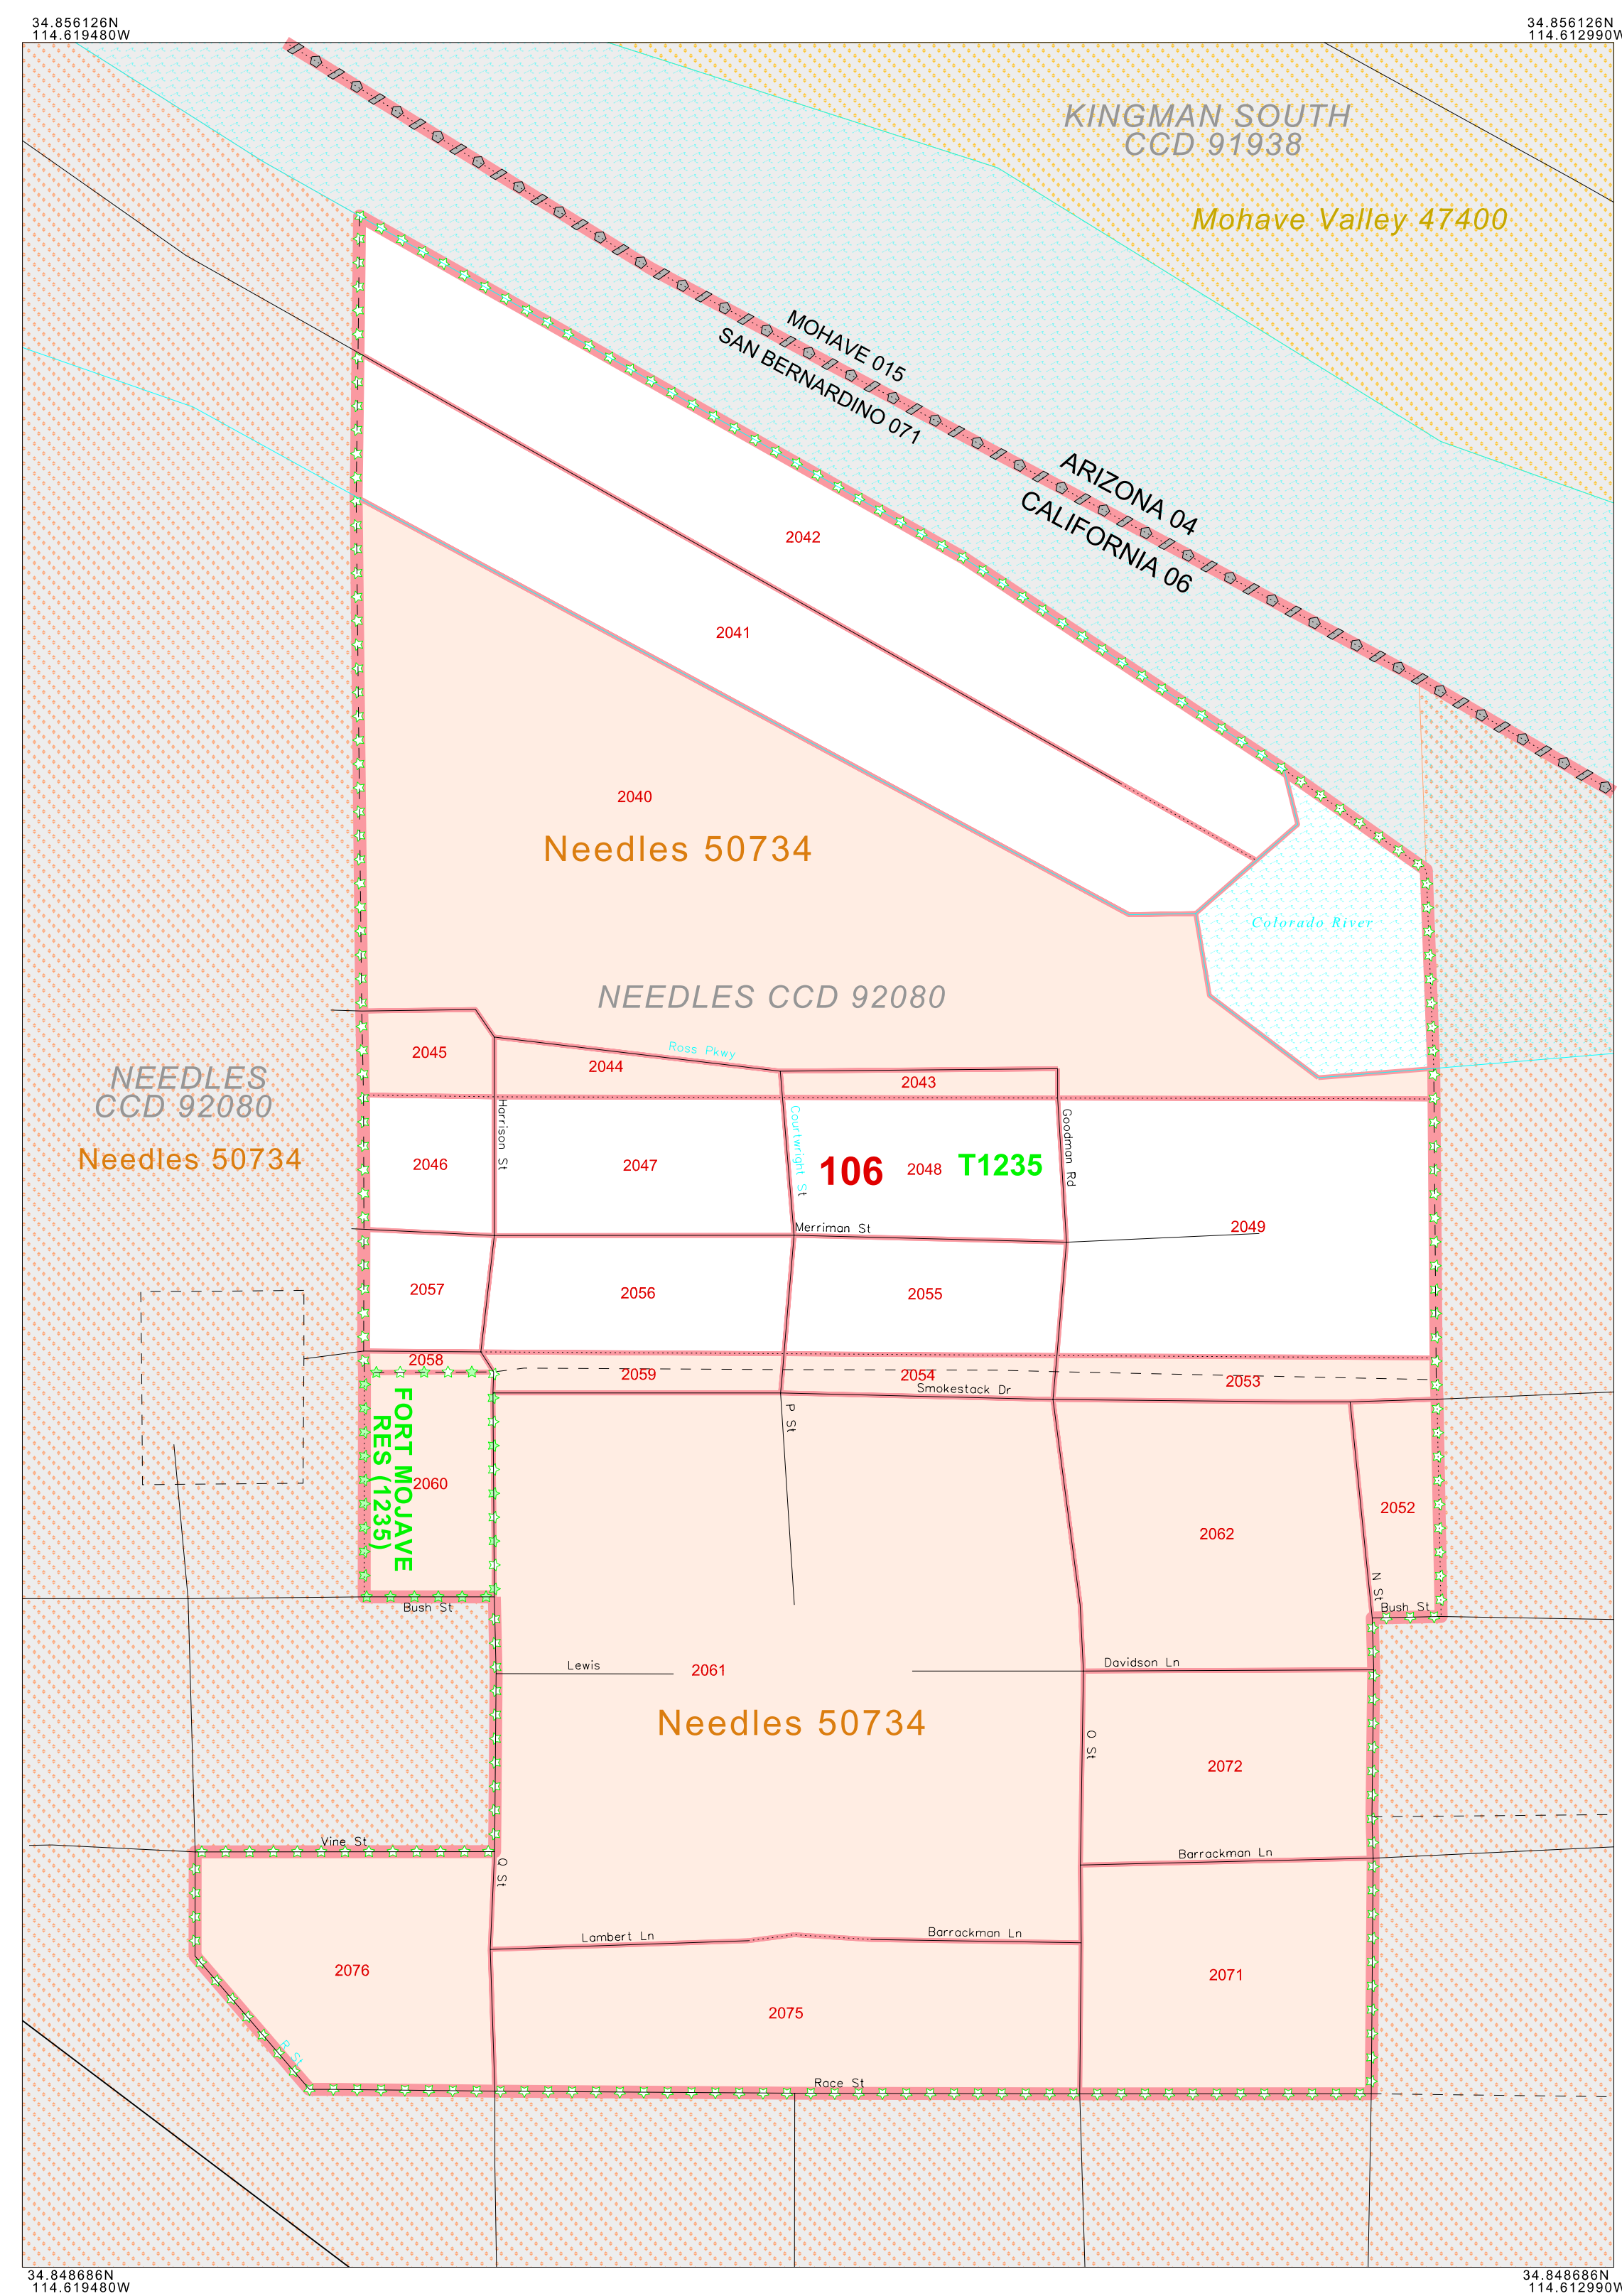 34.856126N
114.619480W
34.856126N
114.612990W
KINGMAN SOUTH
CCD 91938
Mohave Valley 47400
MOHAVE 015
SAN BERNARDINO 071
ARIZONA 04
CALIFORNIA 06
2042
2041
2040
Needles 50734
Colorado River
NEEDLES CCD 92080
NEEDLES
CCD 92080
Needles 50734
2045
2044
Ross Pkwy
2043
Harrison St
Courtwright St
Goodman Rd
2046
2047
106
2048
T1235
2049
Merriman St
2057
2056
2055
2058
2059
2054
2053
Smokestack Dr
P St
FORT MOJAVE
RES (1235)
2060
2062
2052
N St
Bush St
Bush St
Lewis
2061
Davidson Ln
Needles 50734
O St
2072
Vine St
Q St
Barrackman Ln
Lambert Ln
Barrackman Ln
2076
2075
2071
R St
Race St
34.848686N
114.619480W
34.848686N
114.612990W